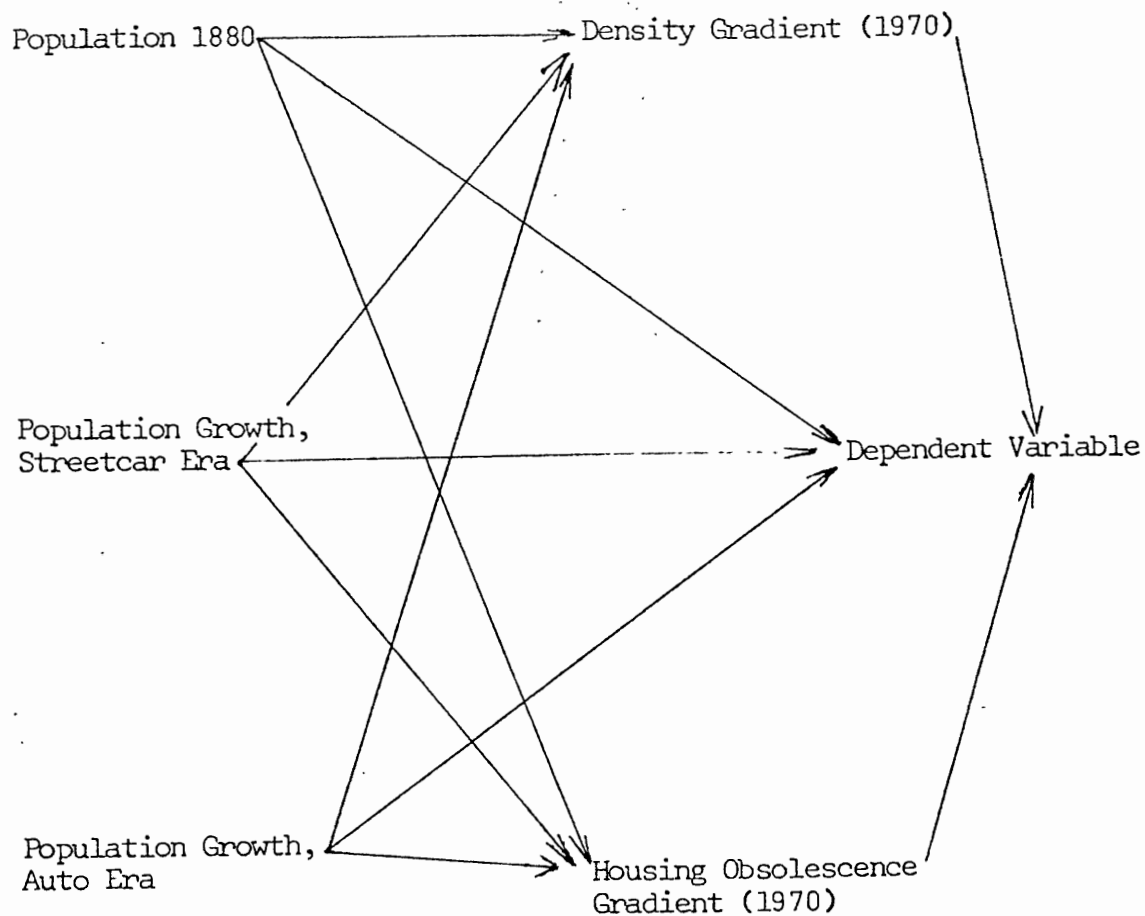 Population 1880
Density Gradient (1970)
Population Growth,
Streetcar Era
Dependent Variable
Population Growth,
Auto Era
Housing Obsolescence
Gradient (1970)